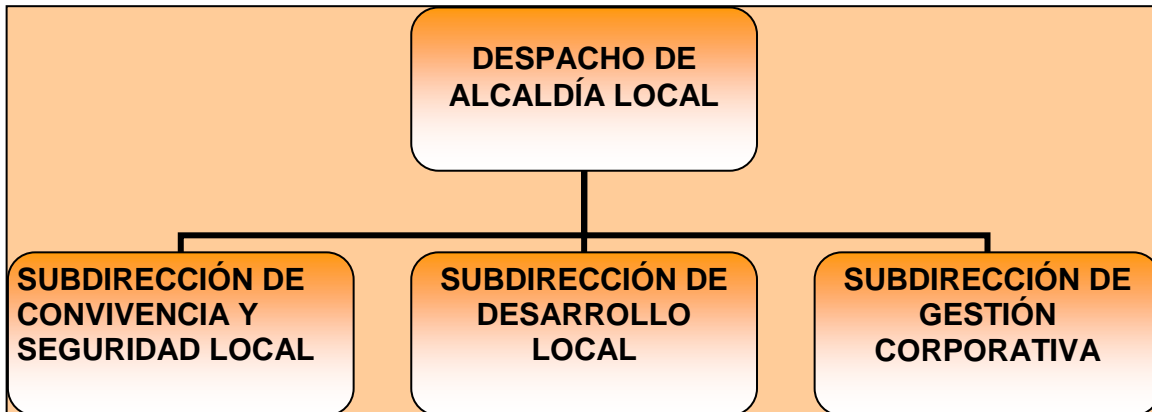 DESPACHO DE
ALCALDÍA LOCAL
SUBDIRECCIÓN DE
CONVIVENCIA Y
SEGURIDAD LOCAL
SUBDIRECCIÓN DE
DESARROLLO
LOCAL
SUBDIRECCIÓN DE
GESTIÓN
CORPORATIVA